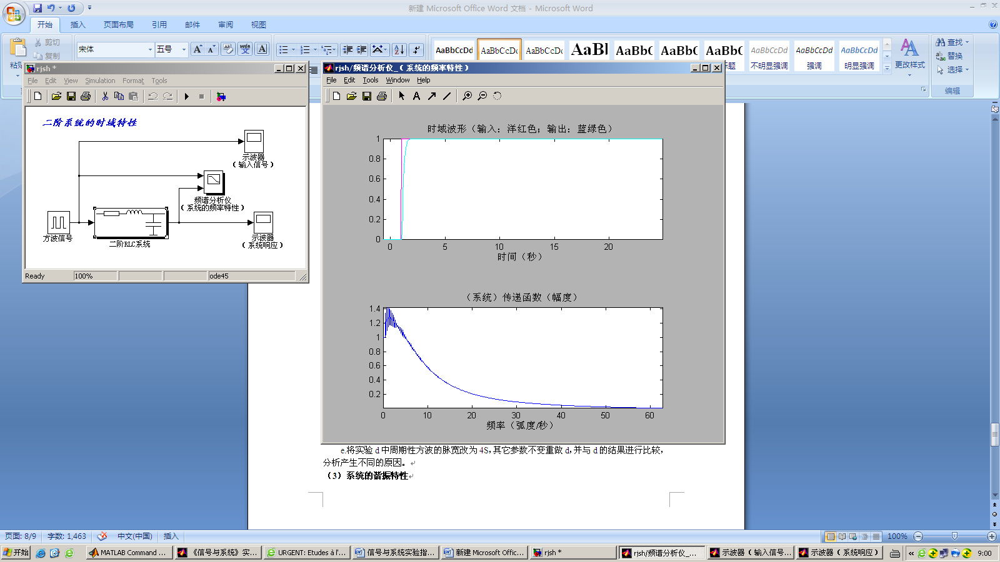 新建 Microsoft Office Word 文档 - Microsoft Word
开始 插入 页面布局 引用 邮件 审阅 视图
剪切
复制
宋体 五号
AaBbCcDd AaBbCcDc AaBbCcDc AaBbC AaBbC AaBbC AaBbCcDd AaBbCcDd AaBbCcDd
不明显强调 强调 明显强调
更改样式
查找
替换
选择
编辑
rjsh *
File Edit View Simulation Format Tools
二阶系统的时域特性
示波器
（输入信号）
频谱分析仪
（系统的频率特性）
方波信号
二阶RLC系统
示波器
（系统响应）
Ready 100% ode45
rjsh/频谱分析仪_（系统的频率特性）
File Edit Tools Window Help
时域波形（输入：洋红色；输出：蓝绿色）
1
0.8
0.6
0.4
0.2
0
0 5 10 15 20
时间（秒）
（系统）传递函数（幅度）
1.4
1.2
1
0.8
0.6
0.4
0.2
0 10 20 30 40 50 60
频率（弧度/秒）
e.将实验 d 中周期性方波的脉宽改为 4S,其它参数不变重做 d,并与 d 的结果进行比较，
分析产生不同的原因。
（3）系统的谐振特性
页面: 8/9 字数: 1,463 中文(中国) 插入 100%
开始 MATLAB Command ... 《信号与系统》实... URGENT: Etudes à l'... 信号与系统实验指... 新建 Microsoft Offic... rjsh * rjsh/频谱分析仪_... 示波器（输入信号... 示波器（系统响应） 9:00